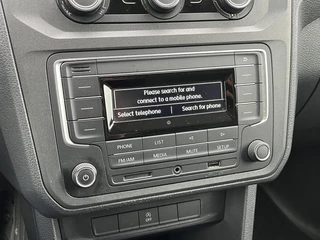 Please search for and
connect to a mobile phone.
Select telephone Search for phone
PHONE LIST
FM/AM MEDIA MUTE SETUP